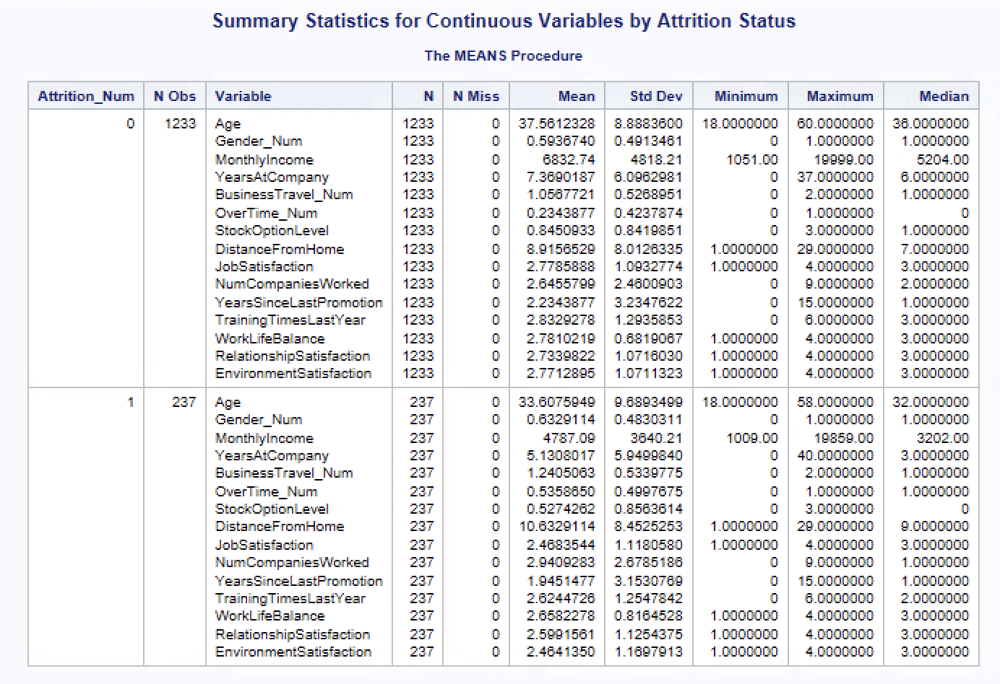 Summary Statistics for Continuous Variables by Attrition Status
The MEANS Procedure
Attrition_Num N Obs Variable N N Miss Mean Std Dev Minimum Maximum Median
0 1233 Age 1233 0 37.5612328 8.8883600 18.0000000 60.0000000 36.0000000
Gender_Num 1233 0 0.5936740 0.4913461 0 1.0000000 1.0000000
MonthlyIncome 1233 0 6832.74 4818.21 1051.00 19999.00 5204.00
YearsAtCompany 1233 0 7.3690187 6.0962981 0 37.0000000 6.0000000
BusinessTravel_Num 1233 0 1.0567721 0.5268951 0 2.0000000 1.0000000
OverTime_Num 1233 0 0.2343877 0.4237874 0 1.0000000 0
StockOptionLevel 1233 0 0.8450933 0.8419851 0 3.0000000 1.0000000
DistanceFromHome 1233 0 8.9156529 8.0126335 1.0000000 29.0000000 7.0000000
JobSatisfaction 1233 0 2.7785888 1.0932774 1.0000000 4.0000000 3.0000000
NumCompaniesWorked 1233 0 2.6455799 2.4600903 0 9.0000000 2.0000000
YearsSinceLastPromotion 1233 0 2.2343877 3.2347622 0 15.0000000 1.0000000
TrainingTimesLastYear 1233 0 2.8329278 1.2935853 0 6.0000000 3.0000000
WorkLifeBalance 1233 0 2.7810219 0.6819067 1.0000000 4.0000000 3.0000000
RelationshipSatisfaction 1233 0 2.7339822 1.0716030 1.0000000 4.0000000 3.0000000
EnvironmentSatisfaction 1233 0 2.7712895 1.0711323 1.0000000 4.0000000 3.0000000
1 237 Age 237 0 33.6075949 9.6893499 18.0000000 58.0000000 32.0000000
Gender_Num 237 0 0.6329114 0.4830311 0 1.0000000 1.0000000
MonthlyIncome 237 0 4787.09 3640.21 1009.00 19859.00 3202.00
YearsAtCompany 237 0 5.1308017 5.9499840 0 40.0000000 3.0000000
BusinessTravel_Num 237 0 1.2405063 0.5339775 0 2.0000000 1.0000000
OverTime_Num 237 0 0.5358650 0.4997675 0 1.0000000 1.0000000
StockOptionLevel 237 0 0.5274262 0.8563614 0 3.0000000 0
DistanceFromHome 237 0 10.6329114 8.4525253 1.0000000 29.0000000 9.0000000
JobSatisfaction 237 0 2.4683544 1.1180580 1.0000000 4.0000000 3.0000000
NumCompaniesWorked 237 0 2.9409283 2.6785186 0 9.0000000 1.0000000
YearsSinceLastPromotion 237 0 1.9451477 3.1530769 0 15.0000000 1.0000000
TrainingTimesLastYear 237 0 2.6244726 1.2547842 0 6.0000000 2.0000000
WorkLifeBalance 237 0 2.6582278 0.8164528 1.0000000 4.0000000 3.0000000
RelationshipSatisfaction 237 0 2.5991561 1.1254375 1.0000000 4.0000000 3.0000000
EnvironmentSatisfaction 237 0 2.4641350 1.1697913 1.0000000 4.0000000 3.0000000